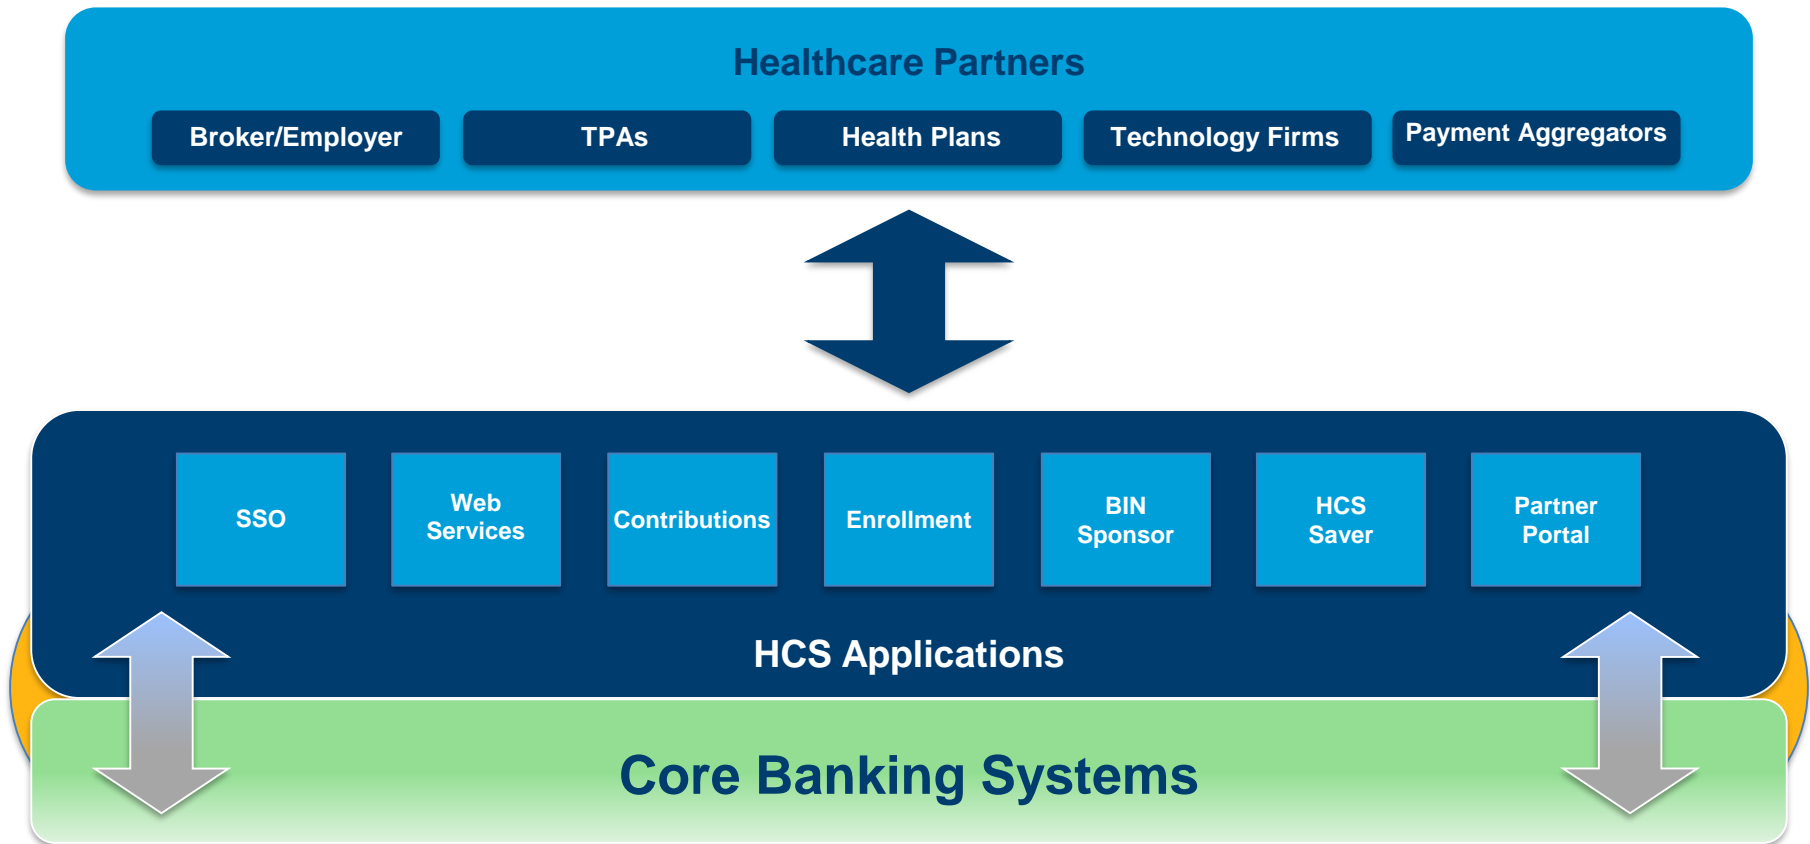 Healthcare Partners
Broker/Employer
TPAs
Health Plans
Technology Firms
Payment Aggregators
SSO
Web
Services
Contributions
Enrollment
BIN
Sponsor
HCS
Saver
Partner
Portal
HCS Applications
Core Banking Systems